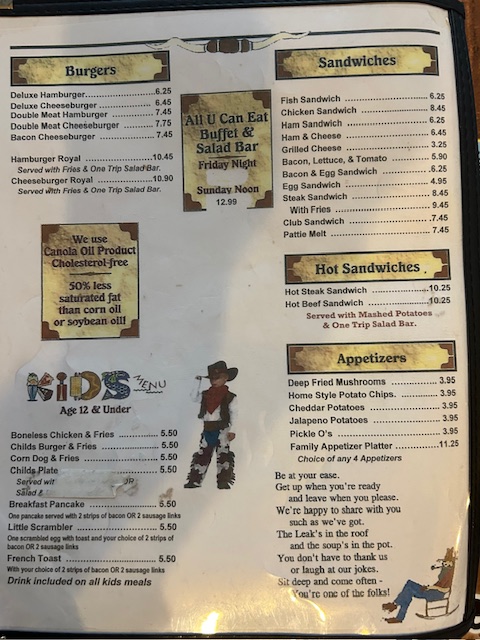 Burgers
Deluxe Hamburger 6.25
Deluxe Cheeseburger 6.45
Double Meat Hamburger 7.45
Double Meat Cheeseburger 7.75
Bacon Cheeseburger 7.45
Hamburger Royal 10.45
Served with Fries & One Trip Salad Bar.
Cheeseburger Royal 10.90
Served with Fries & One Trip Salad Bar.
We use
Canola Oil Product
Cholesterol-free
50% less
saturated fat
than corn oil
or soybean oil!
KIDS MENU
Age 12 & Under
Boneless Chicken & Fries 5.50
Childs Burger & Fries 5.50
Corn Dog & Fries 5.50
Childs Plate 5.50
Served OR
Salad &
Breakfast Pancake 5.50
One pancake served with 2 strips of bacon OR 2 sausage links
Little Scrambler 5.50
One scrambled egg with toast and your choice of 2 strips of
bacon OR 2 sausage links
French Toast 5.50
With your choice of 2 strips of bacon OR 2 sausage links
Drink included on all kids meals
All U Can Eat
Buffet &
Salad Bar
Friday Night
Sunday Noon
12.99
Sandwiches
Fish Sandwich 6.25
Chicken Sandwich 8.45
Ham Sandwich 6.25
Ham & Cheese 6.45
Grilled Cheese 3.25
Bacon, Lettuce, & Tomato 5.90
Bacon & Egg Sandwich 6.25
Egg Sandwich 4.95
Steak Sandwich 8.45
With Fries 9.45
Club Sandwich 7.45
Pattie Melt 7.45
Hot Sandwiches
Hot Steak Sandwich 10.25
Hot Beef Sandwich 10.25
Served with Mashed Potatoes
& One Trip Salad Bar.
Appetizers
Deep Fried Mushrooms 3.95
Home Style Potato Chips. 3.95
Cheddar Potatoes 3.95
Jalapeno Potatoes 3.95
Pickle O's 3.95
Family Appetizer Platter 11.25
Choice of any 4 Appetizers
Be at your ease.
Get up when you're ready
and leave when you please.
We're happy to share with you
such as we've got.
The Leak's in the roof
and the soup's in the pot.
You don't have to thank us
or laugh at our jokes.
Sit deep and come often -
You're one of the folks!